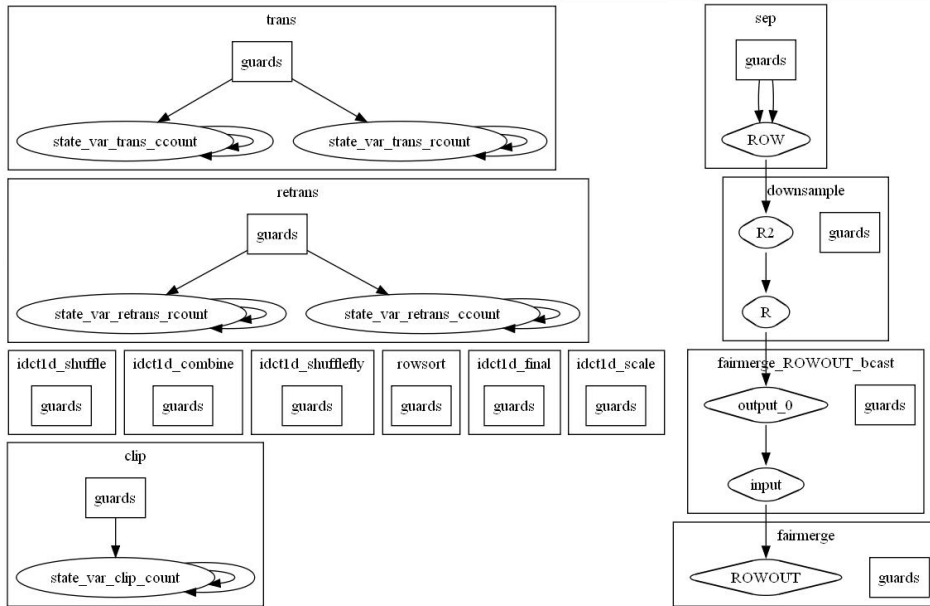 trans
guards
state_var_trans_ccount
state_var_trans_rcount
retrans
guards
state_var_retrans_rcount
state_var_retrans_ccount
idct1d_shuffle
guards
idct1d_combine
guards
idct1d_shufflefly
guards
rowsort
guards
idct1d_final
guards
idct1d_scale
guards
clip
guards
state_var_clip_count
sep
guards
ROW
downsample
R2
guards
R
fairmerge_ROWOUT_bcast
output_0
guards
input
fairmerge
ROWOUT
guards